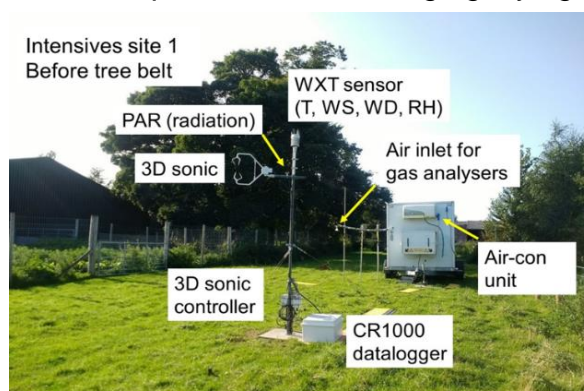 Intensives site 1
Before tree belt
WXT sensor
(T, WS, WD, RH)
PAR (radiation)
3D sonic
Air inlet for
gas analysers
Air-con
unit
3D sonic
controller
CR1000
datalogger